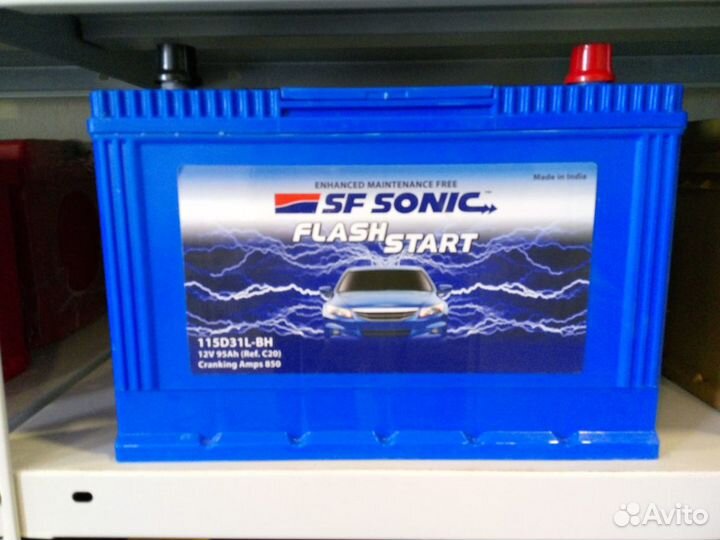 ENHANCED MAINTENANCE FREE
Made in India
SF SONIC™
FLASH
START
115D31L-BH
12V 95Ah (Ref. C20)
Cranking Amps 850
Avito